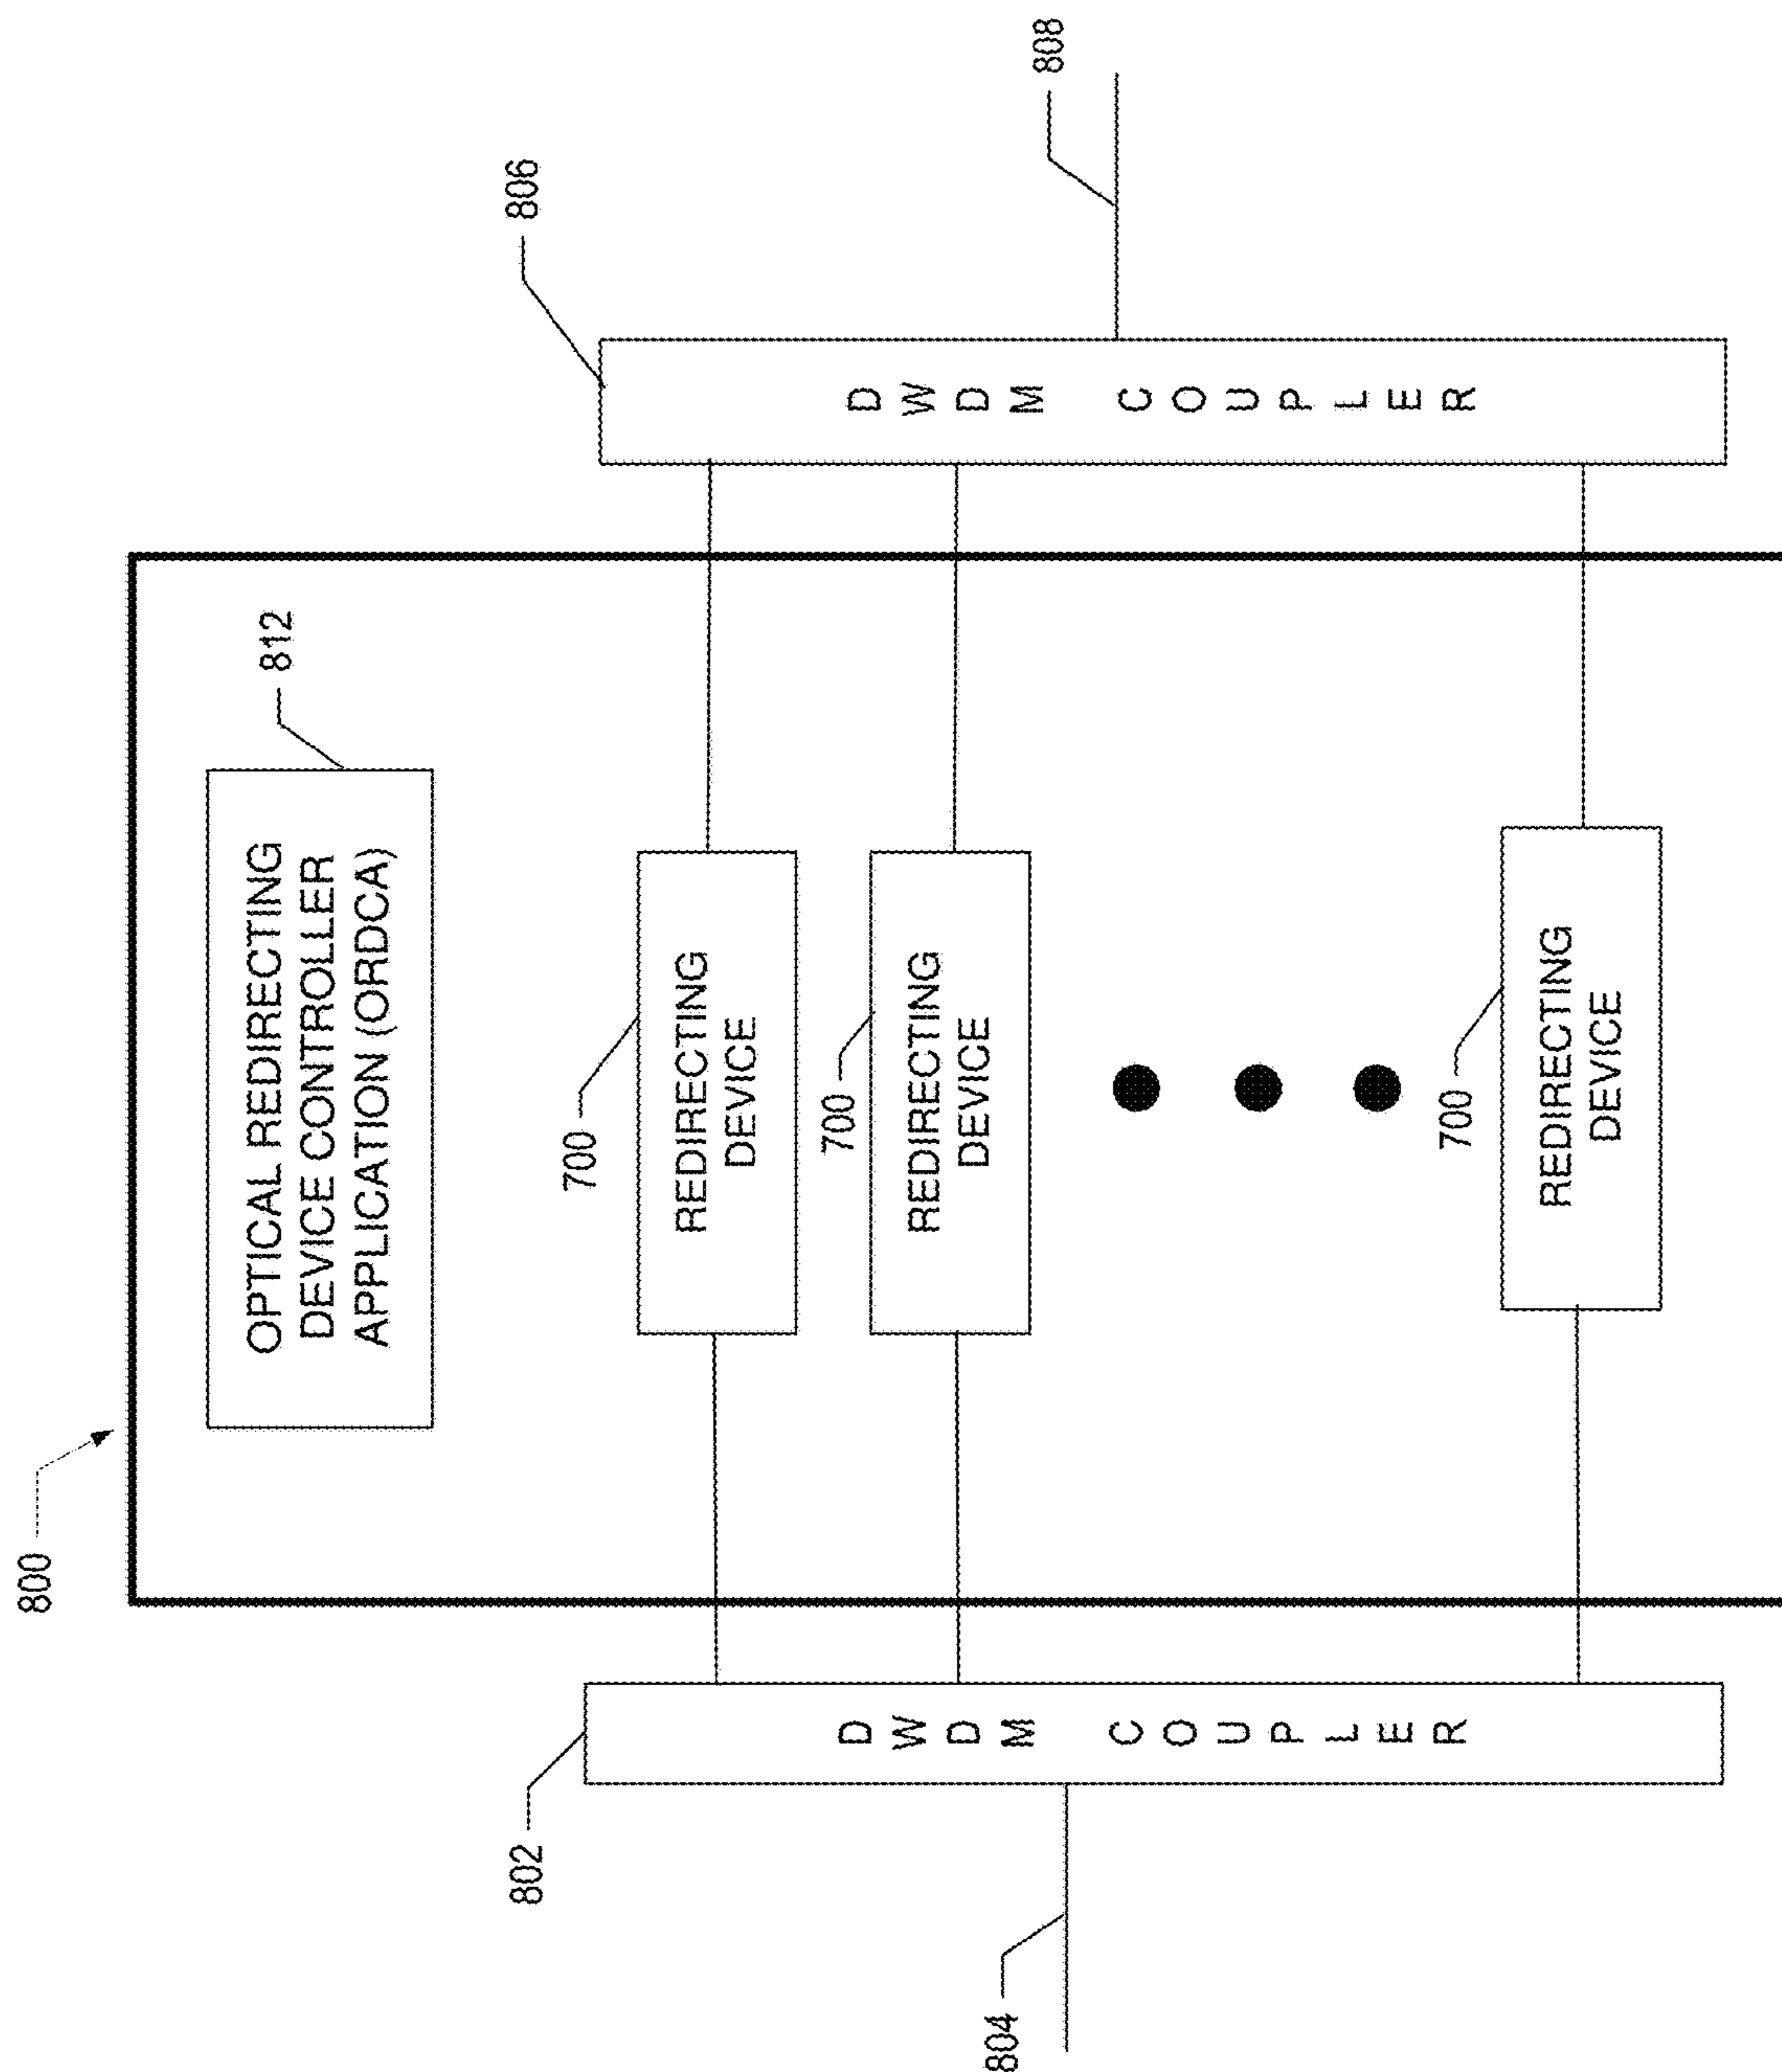 800
OPTICAL REDIRECTING
DEVICE CONTROLLER
APPLICATION (ORDCA)
812
802
806
700
REDIRECTING
DEVICE
700
REDIRECTING
DEVICE
DWDM COUPLER
DWDM COUPLER
804
808
700
REDIRECTING
DEVICE